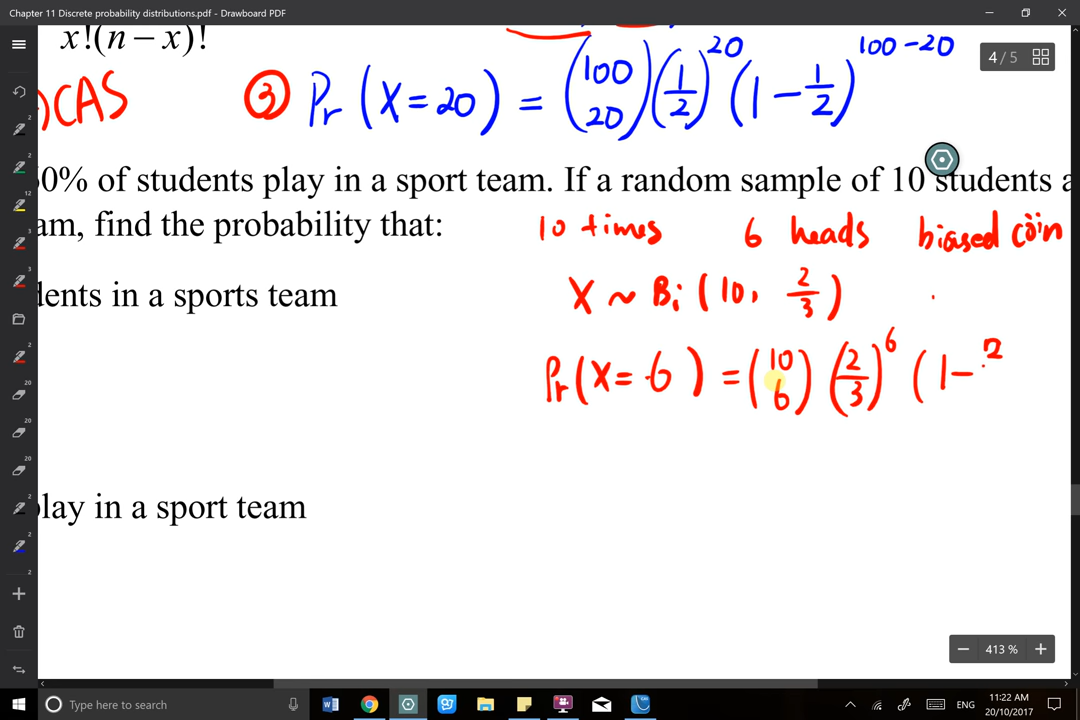 Chapter 11 Discrete probability distributions.pdf - Drawboard PDF
x!(n − x)!
4 / 5
)CAS
③ Pr (X = 20) = (100 20) (1/2)^20 (1 − 1/2)^100 − 20
0% of students play in a sport team. If a random sample of 10 students a
am, find the probability that:
10 times 6 heads biased coin
dents in a sports team
X ~ Bi (10, 2/3)
Pr (X = 6) = (10 6) (2/3)^6 (1 − 2
play in a sport team
413 %
Type here to search
ENG
11:22 AM
20/10/2017